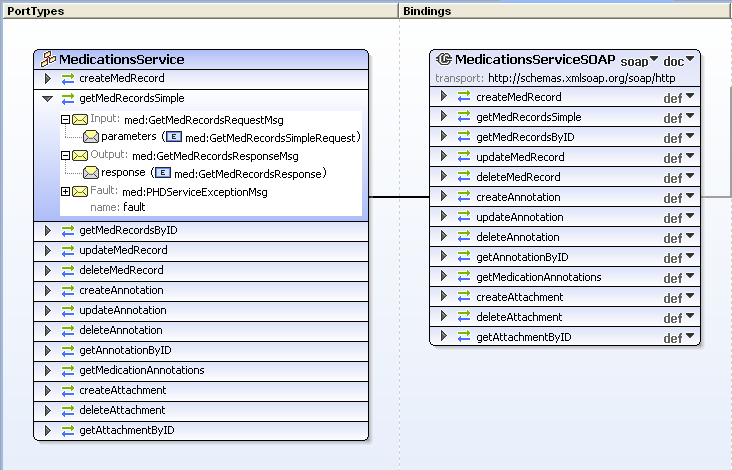 PortTypes
MedicationsService
createMedRecord
getMedRecordsSimple
Input: med:GetMedRecordsRequestMsg
parameters ( E med:GetMedRecordsSimpleRequest)
Output: med:GetMedRecordsResponseMsg
response ( E med:GetMedRecordsResponse)
Fault: med:PHDServiceExceptionMsg
name: fault
getMedRecordsByID
updateMedRecord
deleteMedRecord
createAnnotation
updateAnnotation
deleteAnnotation
getAnnotationByID
getMedicationAnnotations
createAttachment
deleteAttachment
getAttachmentByID
Bindings
MedicationsServiceSOAP soap doc
transport: http://schemas.xmlsoap.org/soap/http
createMedRecord def
getMedRecordsSimple def
getMedRecordsByID def
updateMedRecord def
deleteMedRecord def
createAnnotation def
updateAnnotation def
deleteAnnotation def
getAnnotationByID def
getMedicationAnnotations def
createAttachment def
deleteAttachment def
getAttachmentByID def